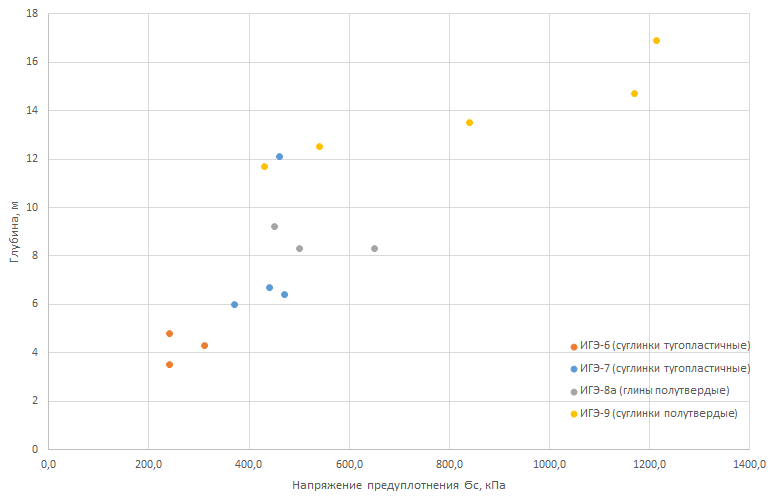 18
16
14
12
10
8
6
4
2
0
Глубина, м
ИГЭ-6 (суглинки тугопластичные)
ИГЭ-7 (суглинки тугопластичные)
ИГЭ-8а (глины полутвердые)
ИГЭ-9 (суглинки полутвердые)
0,0 200,0 400,0 600,0 800,0 1000,0 1200,0 1400,0
Напряжение предуплотнения Ϭс, кПа